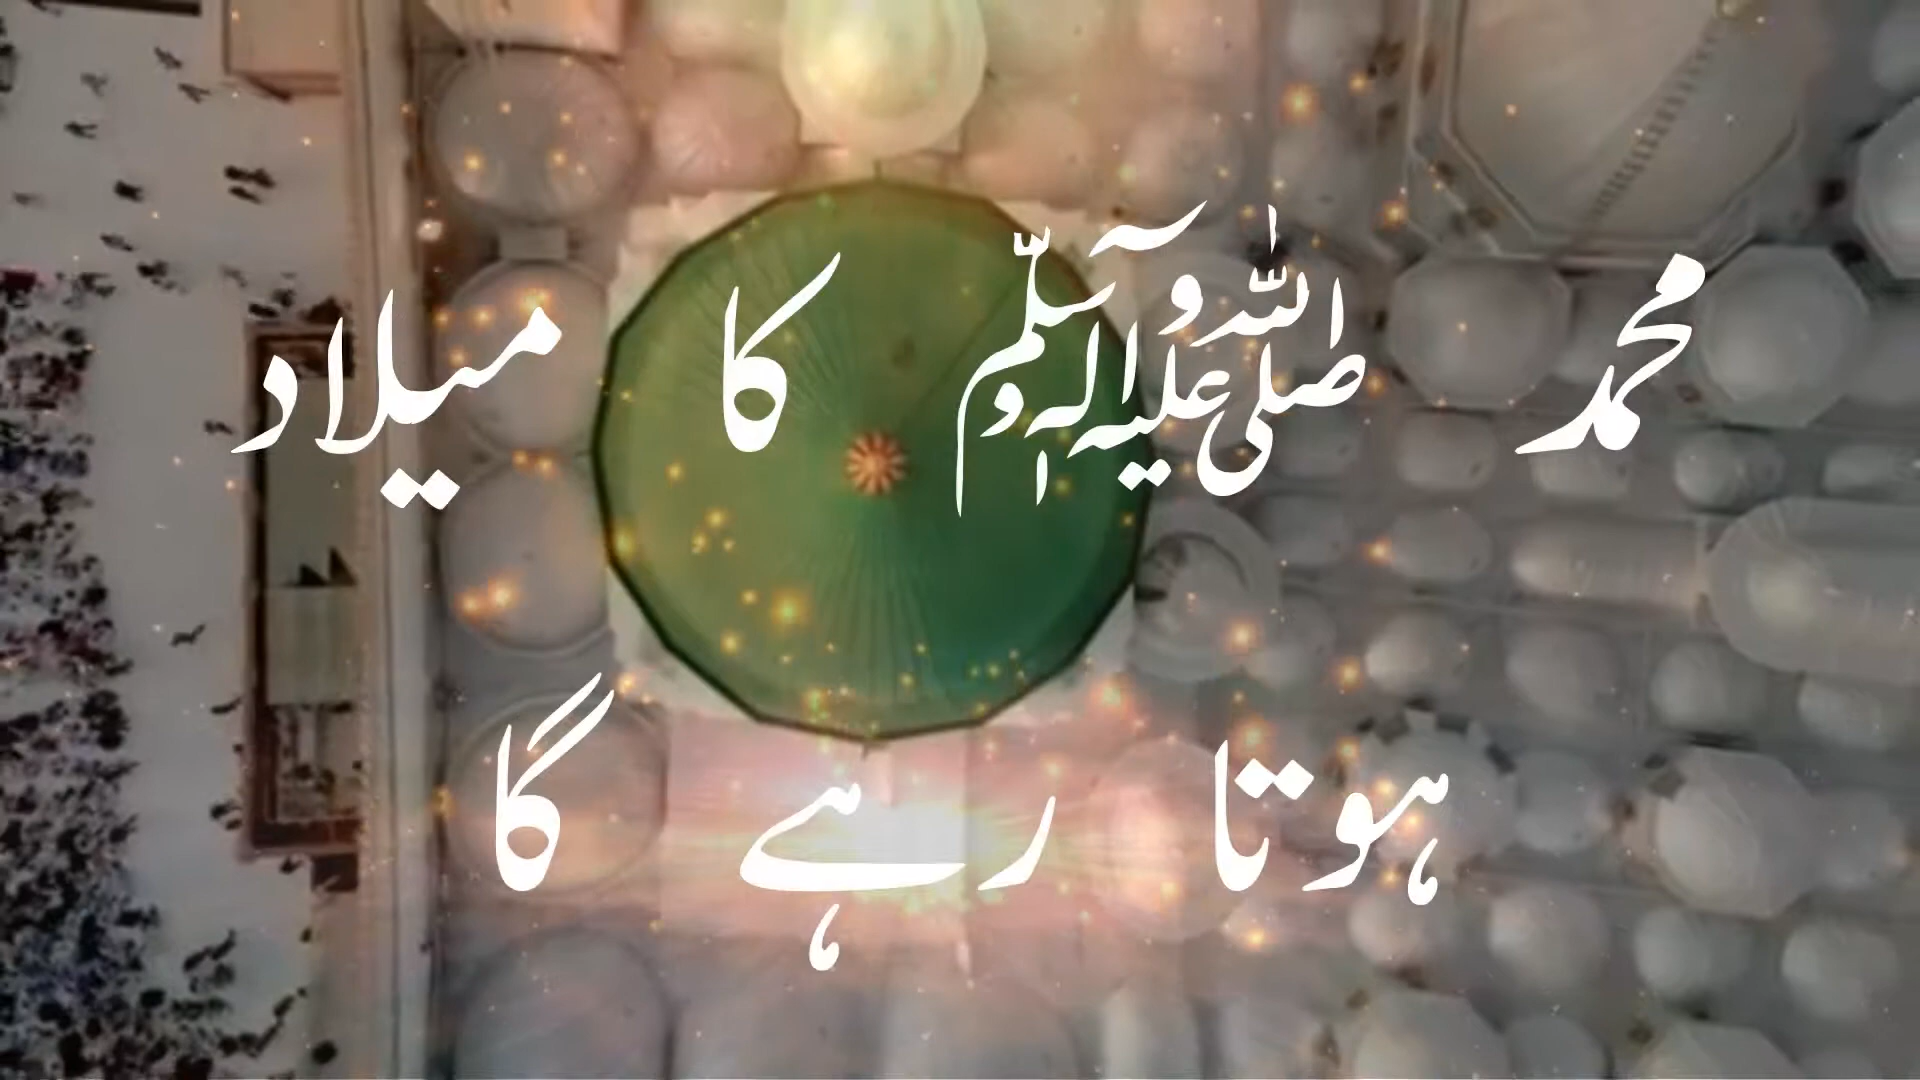 محمد صلی اللہ علیہ وآلہ وسلم کا میلاد
ہوتا رہے گا